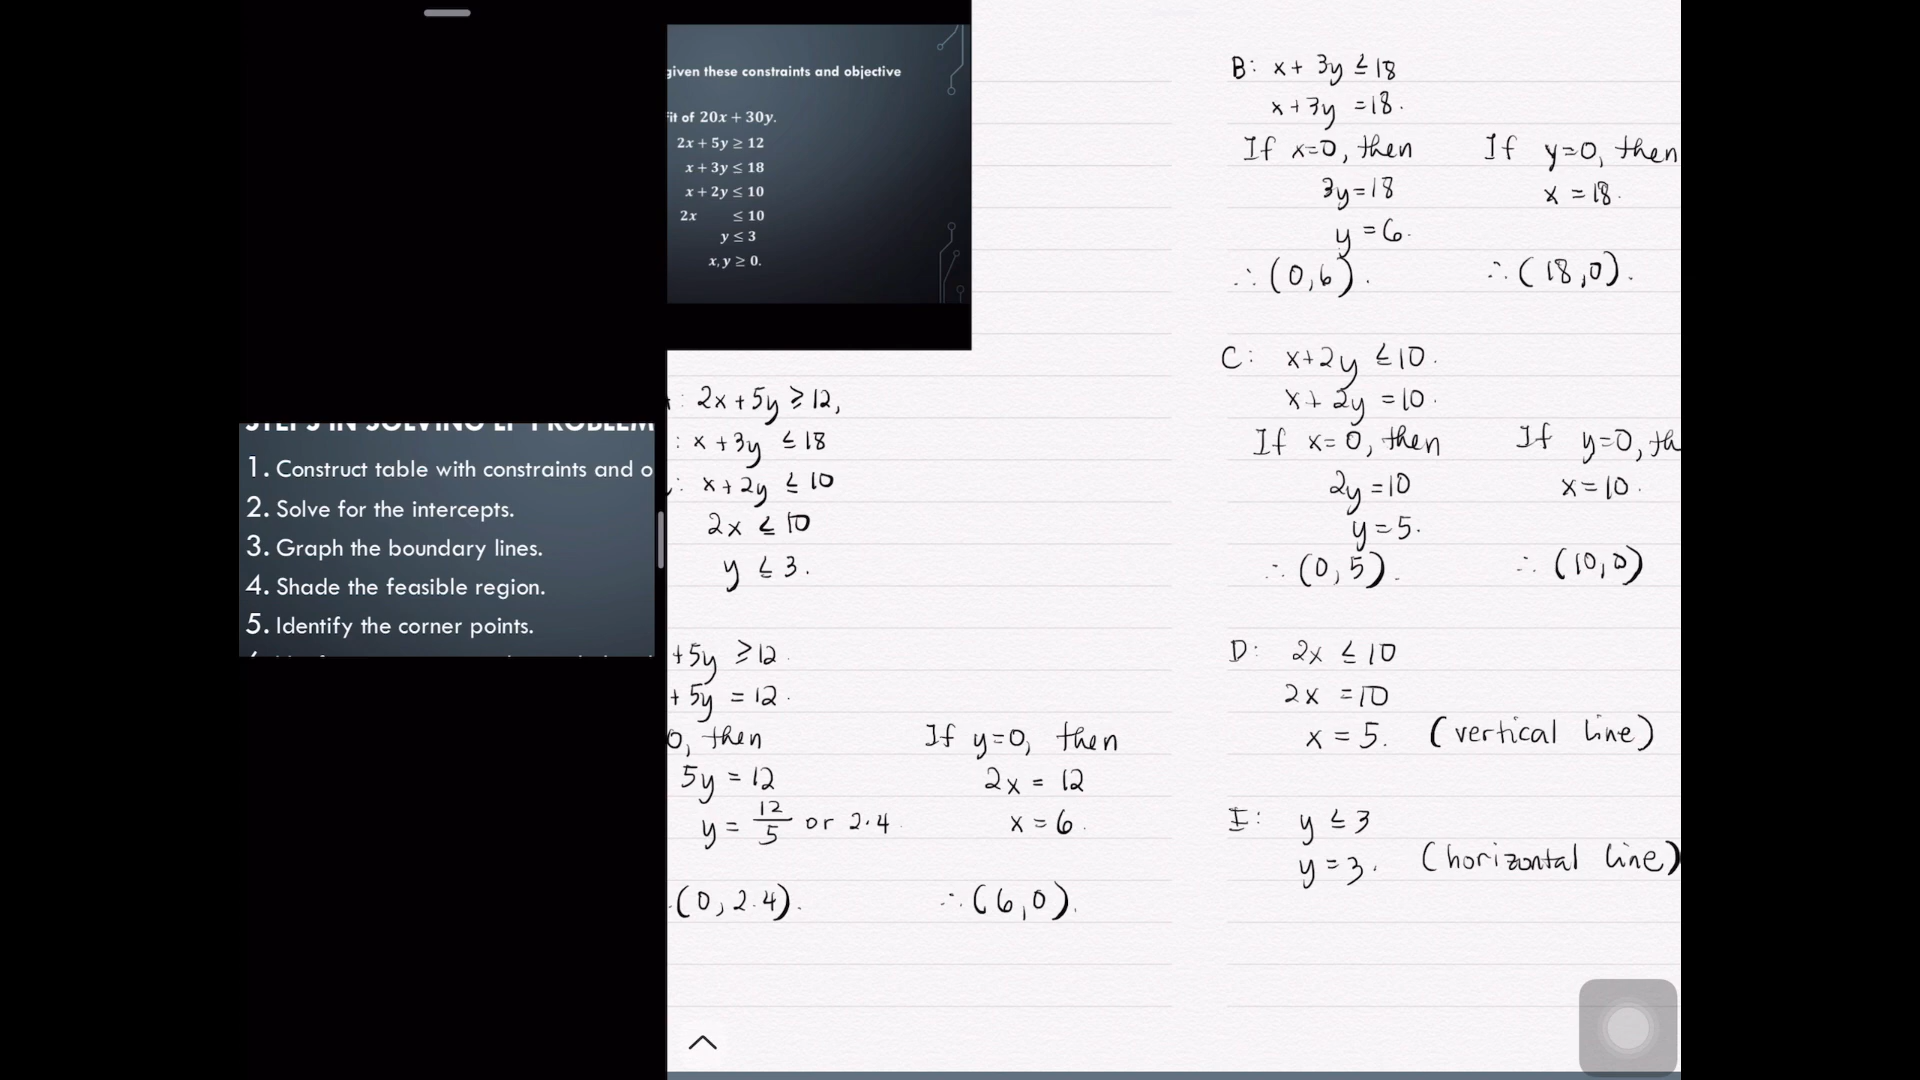 given these constraints and objective
fit of 20x + 30y.
2x + 5y ≥ 12
x + 3y ≤ 18
x + 2y ≤ 10
2x ≤ 10
y ≤ 3
x, y ≥ 0.
STEPS IN SOLVING LP PROBLEM
1. Construct table with constraints and o
2. Solve for the intercepts.
3. Graph the boundary lines.
4. Shade the feasible region.
5. Identify the corner points.
: 2x + 5y ≥ 12,
: x + 3y ≤ 18
: x + 2y ≤ 10
2x ≤ 10
y ≤ 3.
+ 5y ≥ 12.
+ 5y = 12.
0, then
5y = 12
y = 12/5 or 2.4
(0, 2.4).
If y=0, then
2x = 12
x = 6.
∴ (6,0).
B: x + 3y ≤ 18
x + 3y = 18.
If x=0, then
3y = 18
y = 6.
∴ (0,6).
If y=0, then
x = 18.
∴ (18,0).
C: x + 2y ≤ 10.
x + 2y = 10.
If x=0, then
2y = 10
y = 5.
∴ (0,5).
If y=0, th
x = 10.
∴ (10,0)
D: 2x ≤ 10
2x = 10
x = 5. (vertical line)
I: y ≤ 3
y = 3. (horizontal line)